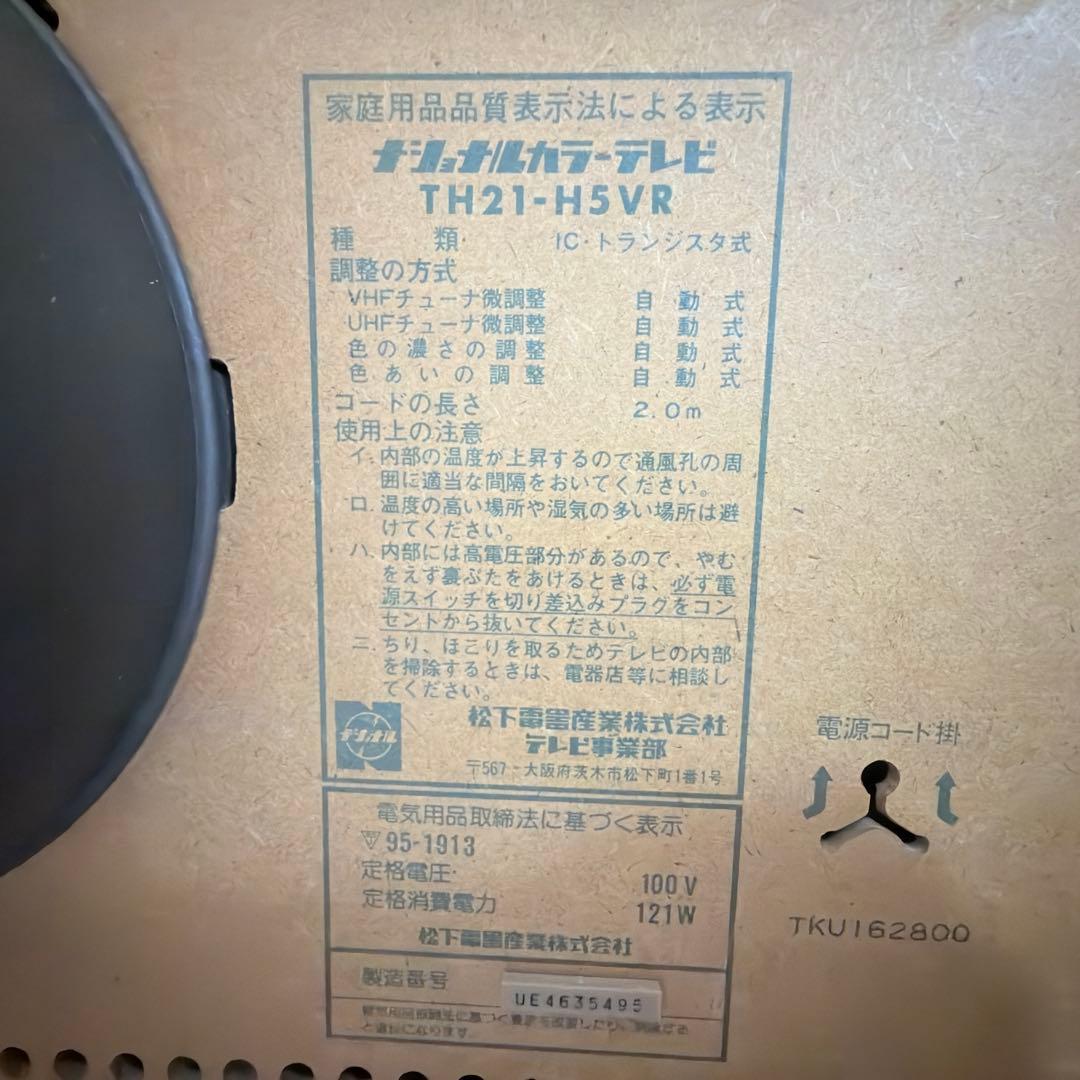 家庭用品品質表示法による表示
ナショナルカラーテレビ
TH21-H5VR
種類 IC・トランジスタ式
調整の方式
VHFチューナ微調整 自動式
UHFチューナ微調整 自動式
色の濃さの調整 自動式
色あいの調整 自動式
コードの長さ 2.0m
使用上の注意
イ.内部の温度が上昇するので通風孔の周
囲に適当な間隔をおいてください。
ロ.温度の高い場所や湿気の多い場所は避
けてください。
ハ.内部には高電圧部分があるので、やむ
をえず裏ぶたをあけるときは、必ず電
源スイッチを切り差込みプラグをコン
セントから抜いてください。
ニ.ちり、ほこりを取るためテレビの内部
を掃除するときは、電器店等に相談し
てください。
ナショナル
松下電器産業株式会社
テレビ事業部
〒567-大阪府茨木市松下町1番1号
電源コード掛
電気用品取締法に基づく表示
▽ 95-1913
定格電圧 100V
定格消費電力 121W
松下電器産業株式会社
TKU162800
製造番号 UE4635495